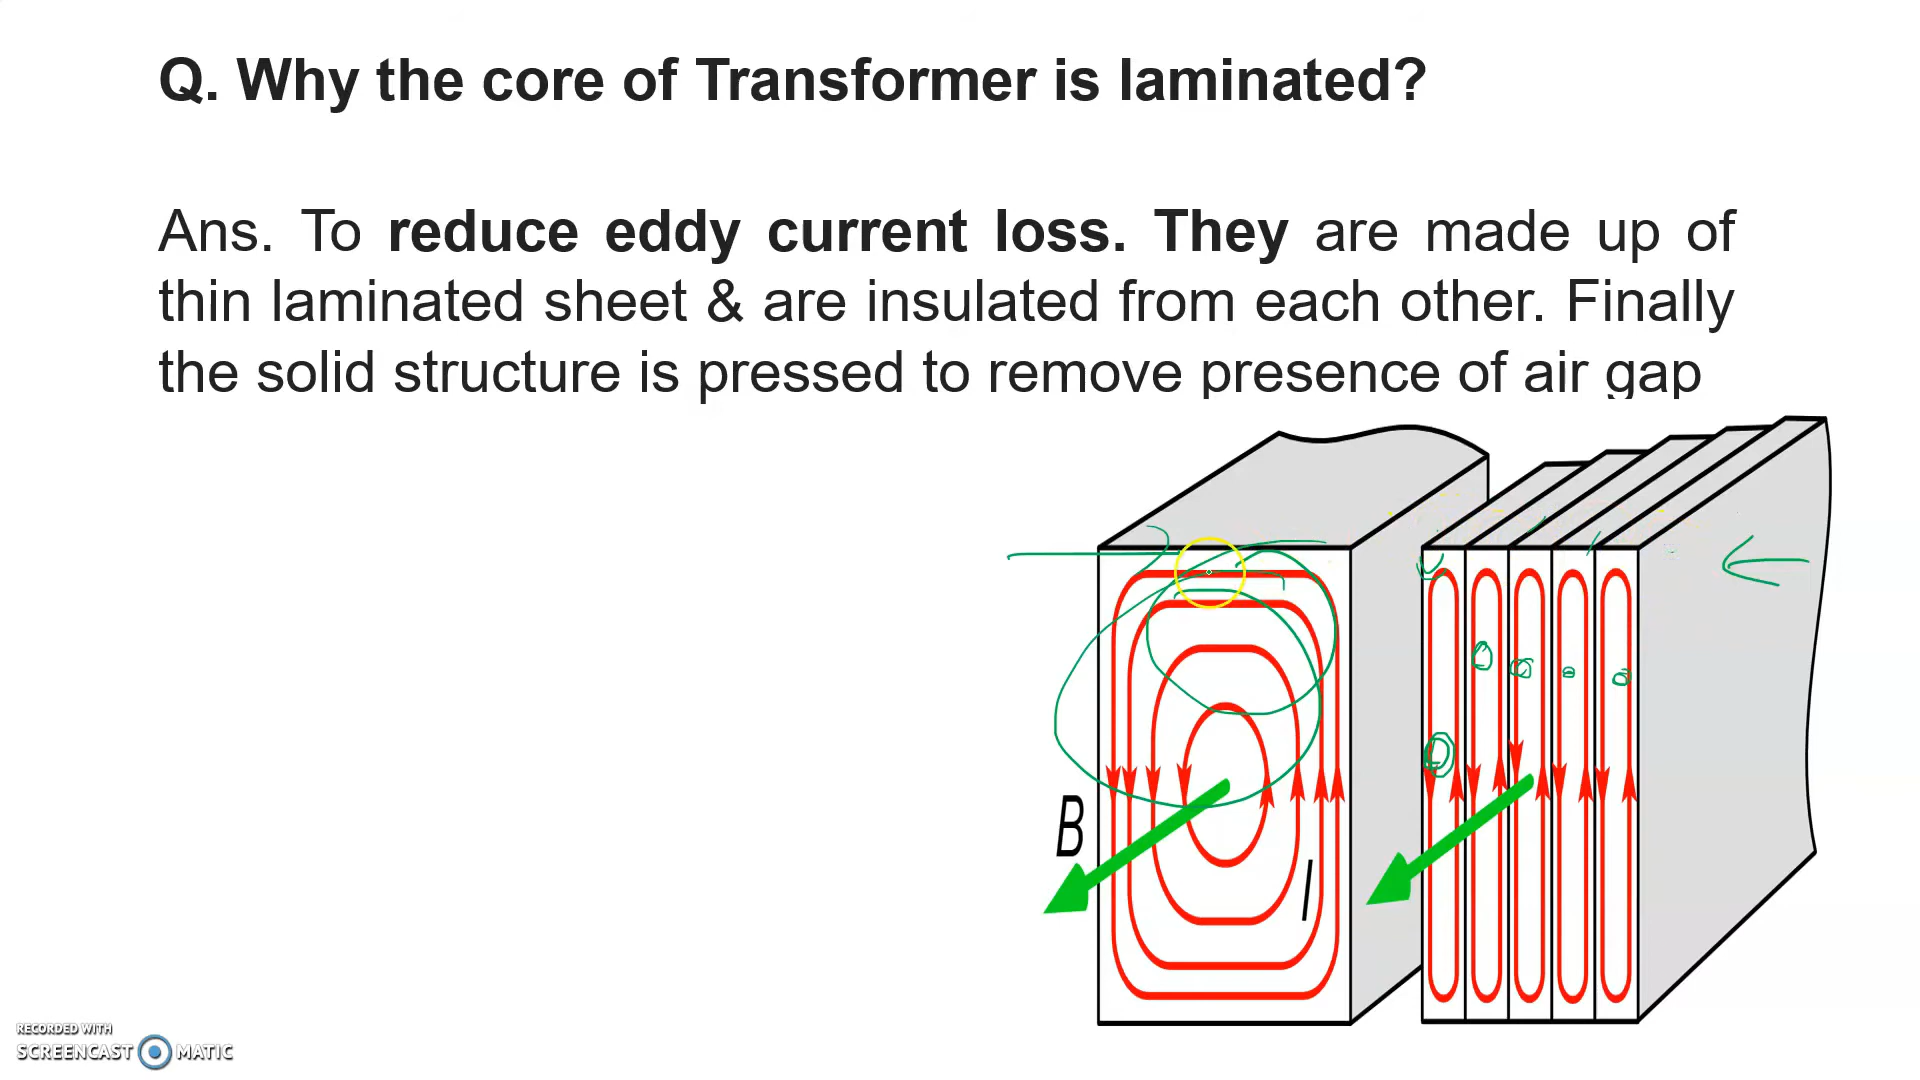 Q. Why the core of Transformer is laminated?
Ans. To reduce eddy current loss. They are made up of
thin laminated sheet & are insulated from each other. Finally
the solid structure is pressed to remove presence of air gap
B
I
RECORDED WITH
SCREENCAST MATIC